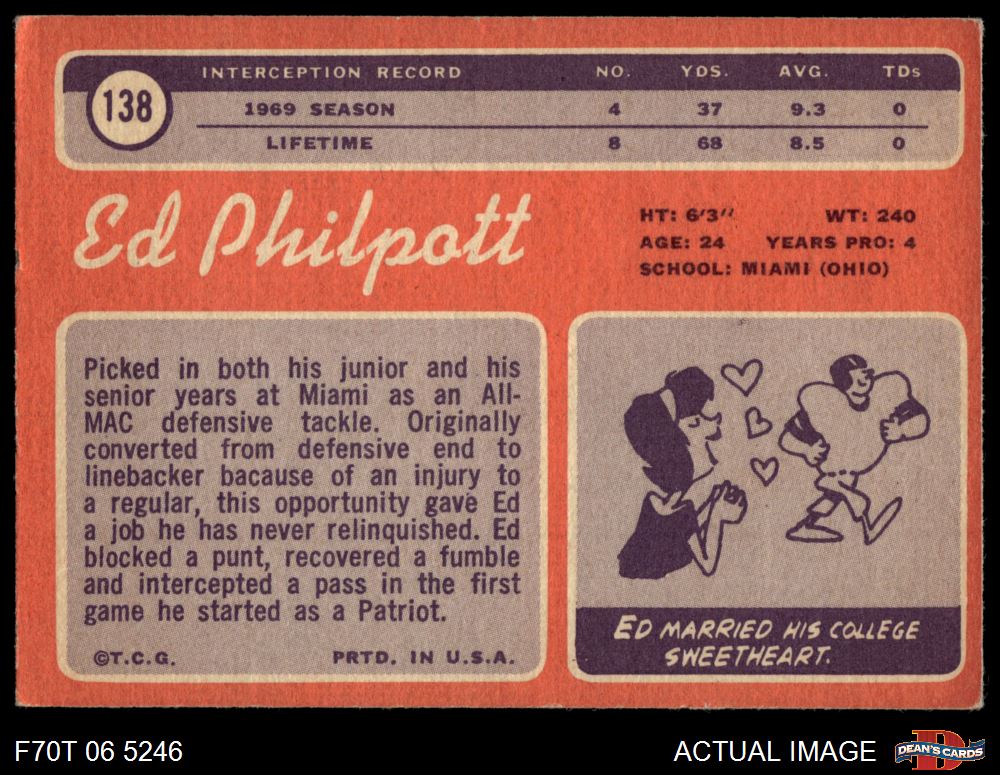 INTERCEPTION RECORD NO. YDS. AVG. TDs
138
1969 SEASON 4 37 9.3 0
LIFETIME 8 68 8.5 0
Ed Philpott
HT: 6'3" WT: 240
AGE: 24 YEARS PRO: 4
SCHOOL: MIAMI (OHIO)
Picked in both his junior and his
senior years at Miami as an All-
MAC defensive tackle. Originally
converted from defensive end to
linebacker bacause of an injury to
a regular, this opportunity gave Ed
a job he has never relinquished. Ed
blocked a punt, recovered a fumble
and intercepted a pass in the first
game he started as a Patriot.
©T.C.G. PRTD. IN U.S.A.
ED MARRIED HIS COLLEGE
SWEETHEART.
F70T 06 5246 ACTUAL IMAGE D DEAN'S CARDS